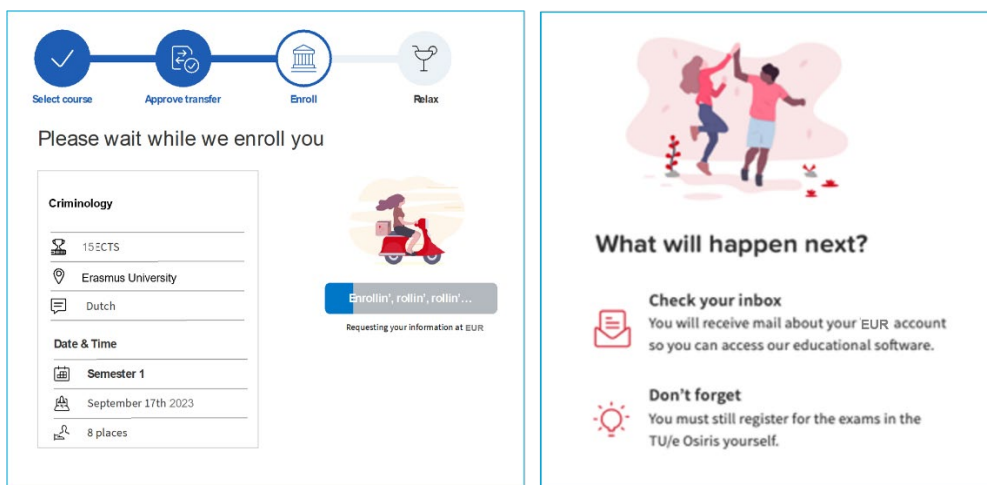 Select course
Approve transfer
Enroll
Relax
Please wait while we enroll you
Criminology
15ECTS
Erasmus University
Dutch
Date & Time
Semester 1
September 17th 2023
8 places
Enrollin', rollin', rollin'...
Requesting your information at EUR
What will happen next?
Check your inbox
You will receive mail about your EUR account
so you can access our educational software.
Don't forget
You must still register for the exams in the
TU/e Osiris yourself.